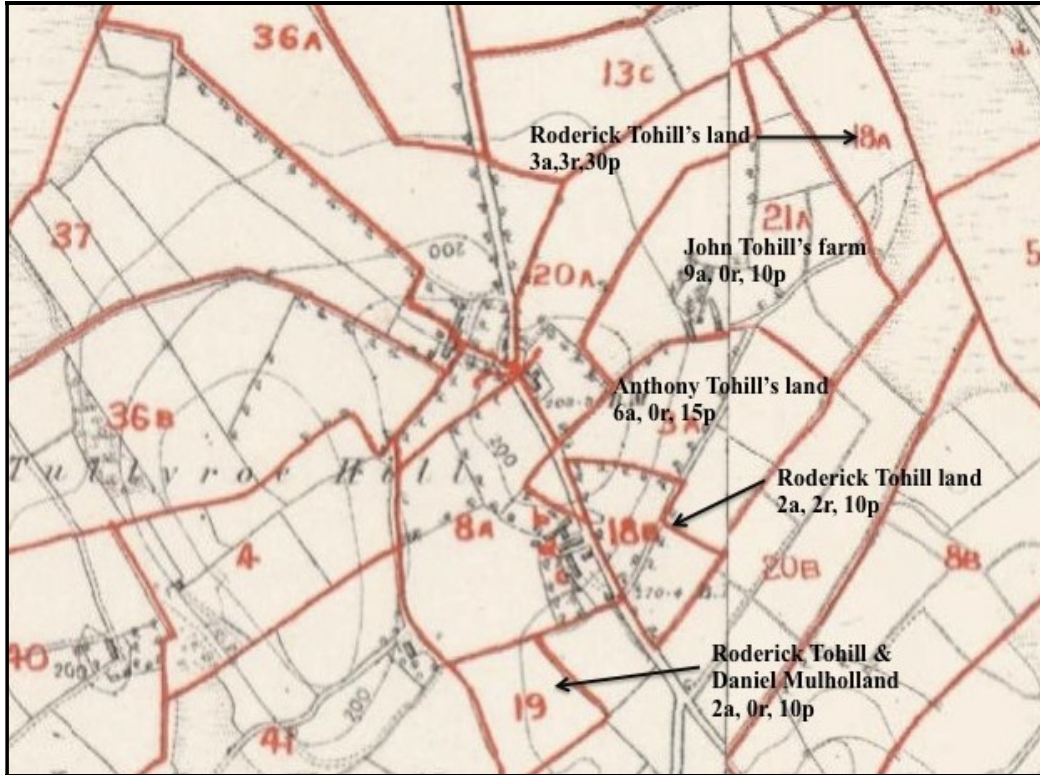 36A
13C
Roderick Tohill's land
3a,3r,30p
18A
37
200
20A
21A
John Tohill's farm
9a, 0r, 10p
5
Anthony Tohill's land
6a, 0r, 15p
3A
36B
200
Tullyroe Hill
Roderick Tohill land
2a, 2r, 10p
8A
b
a
c
18B
4
20B
8B
40
200
200
41
19
Roderick Tohill &
Daniel Mulholland
2a, 0r, 10p